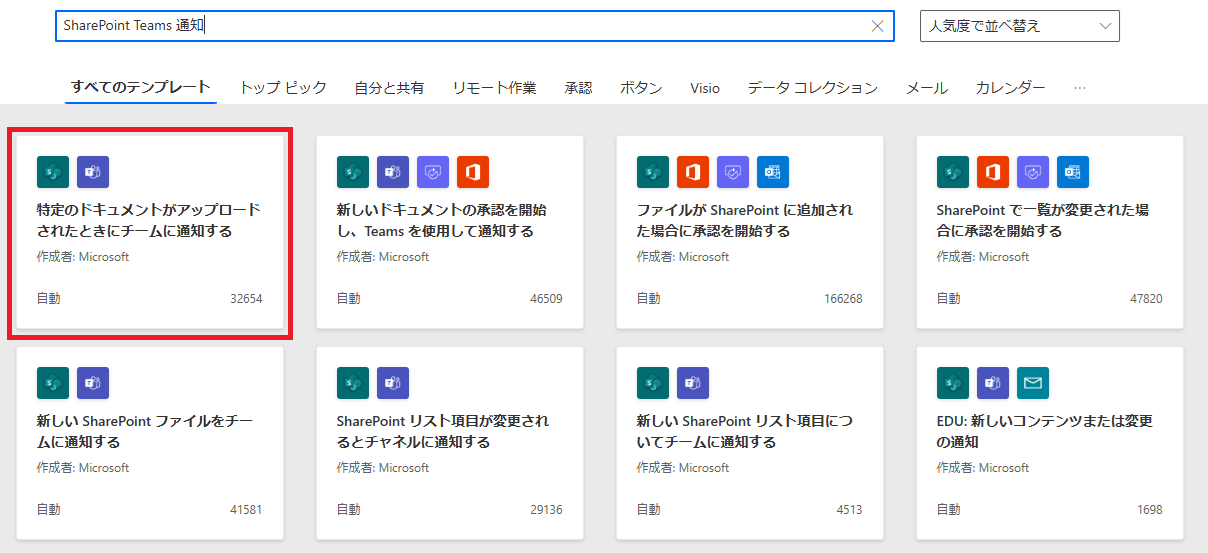 SharePoint Teams 通知
人気度で並べ替え
すべてのテンプレート トップ ピック 自分と共有 リモート作業 承認 ボタン Visio データ コレクション メール カレンダー ...
特定のドキュメントがアップロード
されたときにチームに通知する
作成者: Microsoft
自動 32654
新しいドキュメントの承認を開始
し、Teams を使用して通知する
作成者: Microsoft
自動 46509
ファイルが SharePoint に追加され
た場合に承認を開始する
作成者: Microsoft
自動 166268
SharePoint で一覧が変更された場
合に承認を開始する
作成者: Microsoft
自動 47820
新しい SharePoint ファイルをチー
ムに通知する
作成者: Microsoft
自動 41581
SharePoint リスト項目が変更され
るとチャネルに通知する
作成者: Microsoft
自動 29136
新しい SharePoint リスト項目につ
いてチームに通知する
作成者: Microsoft
自動 4513
EDU: 新しいコンテンツまたは変更
の通知
作成者: Microsoft
自動 1698